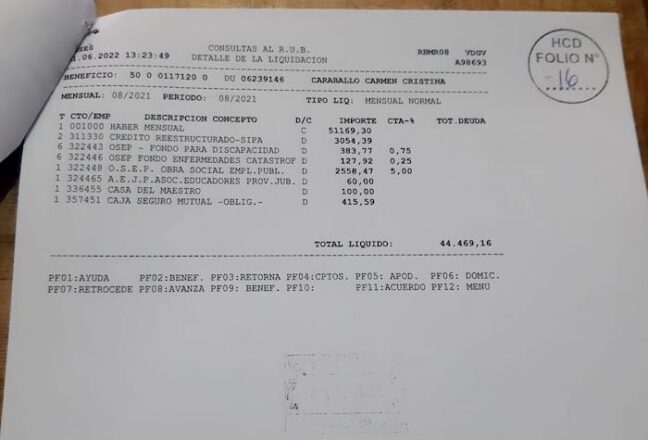 CONSULTAS AL R.U.B. RBMR08 VDGV
.06.2022 13:23:49 DETALLE DE LA LIQUIDACION A98693
HCD
FOLIO Nº
16
BENEFICIO: 50 0 0117120 0 DU 06239146 CARABALLO CARMEN CRISTINA
MENSUAL: 08/2021 PERIODO: 08/2021 TIPO LIQ: MENSUAL NORMAL
T CTO/EMP DESCRIPCION CONCEPTO D/C IMPORTE CTA-% TOT.DEUDA
1 001000 HABER MENSUAL C 51169,30
2 311330 CREDITO REESTRUCTURADO-SIPA D 3054,39
6 322443 OSEP - FONDO PARA DISCAPACIDAD D 383,77 0,75
6 322446 OSEP FONDO ENFERMEDADES CATASTROF D 127,92 0,25
1 322448 O.S.E.P. OBRA SOCIAL EMPL.PUBL. D 2558,47 5,00
1 324465 A.E.J.P.ASOC.EDUCADORES PROV.JUB. D 60,00
1 336455 CASA DEL MAESTRO D 100,00
1 357451 CAJA SEGURO MUTUAL -OBLIG.- D 415,59
TOTAL LIQUIDO: 44.469,16
PF01:AYUDA PF02:BENEF. PF03:RETORNA PF04:CPTOS. PF05: APOD. PF06: DOMIC.
PF07:RETROCEDE PF08:AVANZA PF09: BENEF. PF10: PF11:ACUERDO PF12: MENU